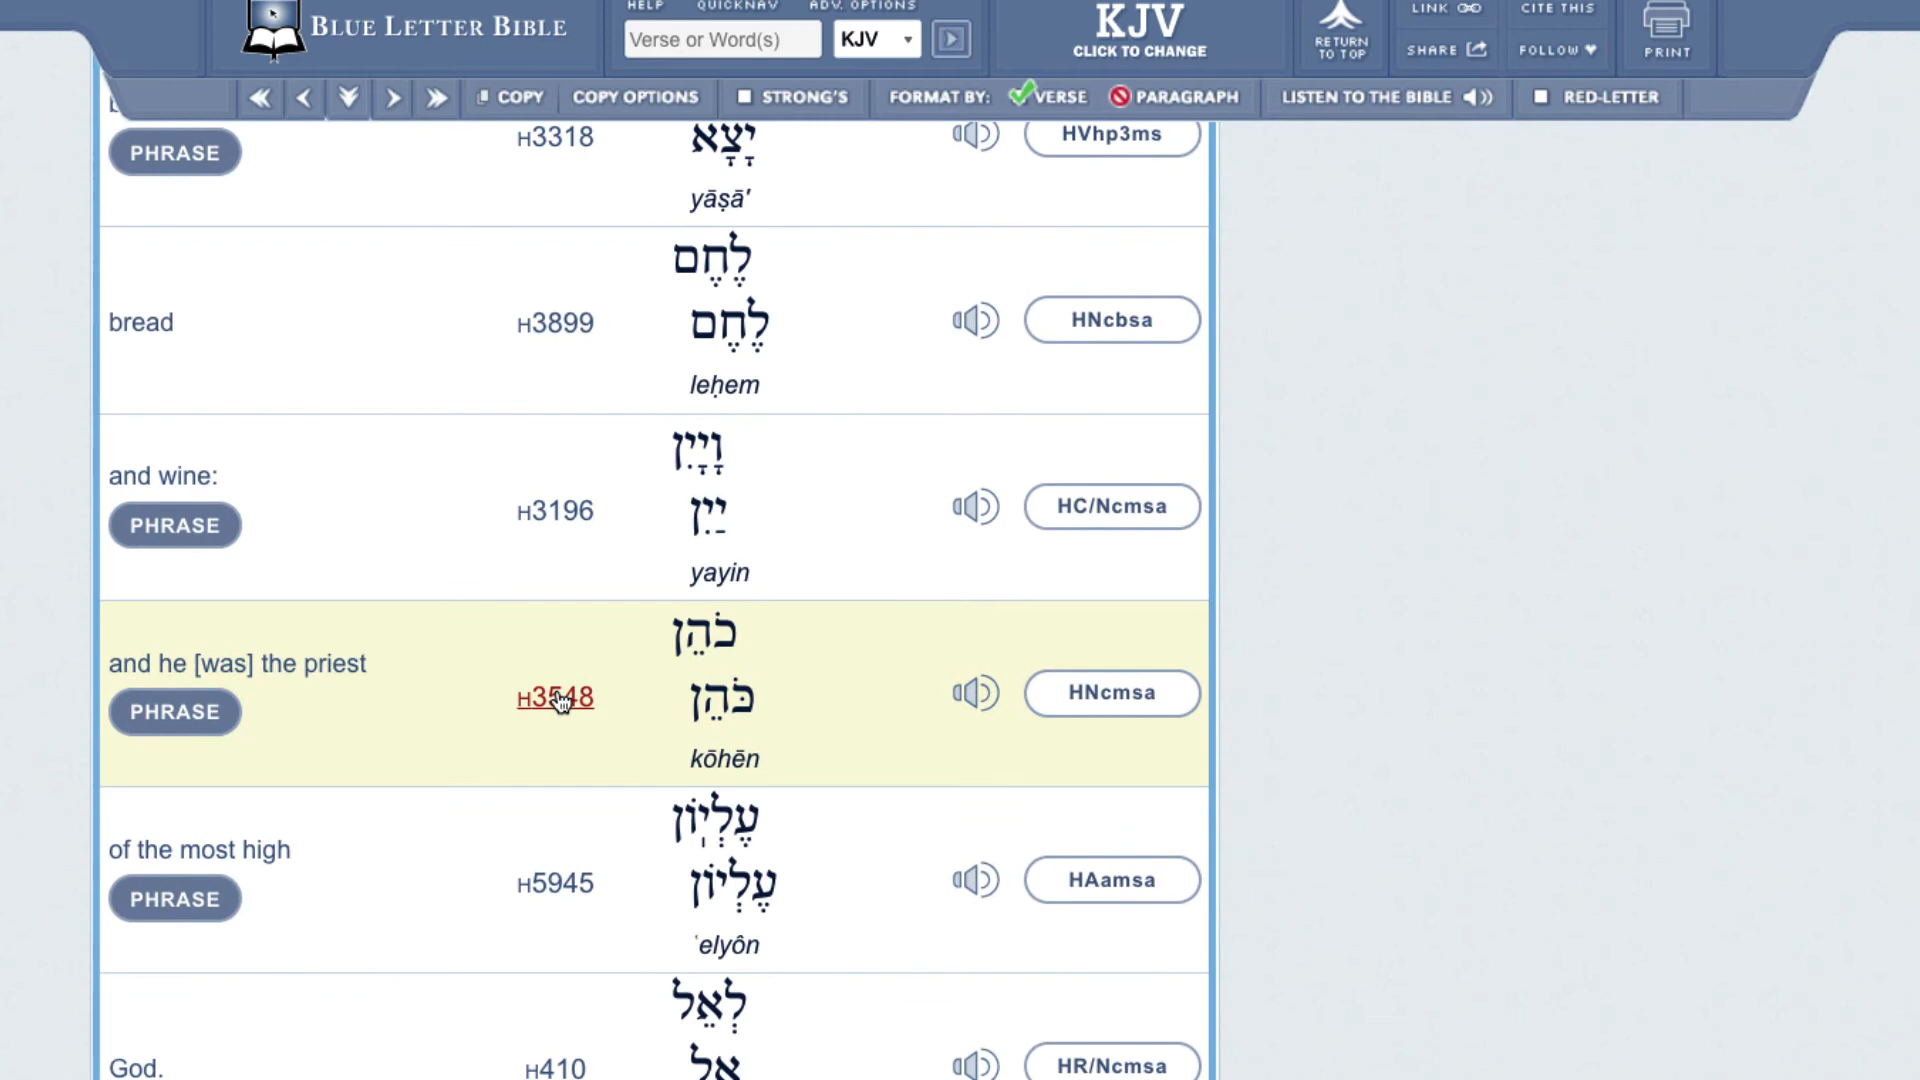 BLUE LETTER BIBLE
HELP QUICKNAV ADV. OPTIONS
Verse or Word(s) KJV
KJV
CLICK TO CHANGE
RETURN
TO TOP
LINK
SHARE
CITE THIS
FOLLOW
PRINT
COPY COPY OPTIONS STRONG'S FORMAT BY: VERSE PARAGRAPH LISTEN TO THE BIBLE RED-LETTER
PHRASE
H3318
יָצָא
yāṣā'
HVhp3ms
bread
H3899
לֶחֶם
לֶחֶם
leḥem
HNcbsa
and wine:
PHRASE
H3196
וָיָיִן
יַיִן
yayin
HC/Ncmsa
and he [was] the priest
PHRASE
H3548
כֹהֵן
כֹּהֵן
kōhēn
HNcmsa
of the most high
PHRASE
H5945
עֶלְיֽוֹן
עֶלְיוֹן
ʿelyôn
HAamsa
God.
H410
לְאֵל
אֵל
HR/Ncmsa